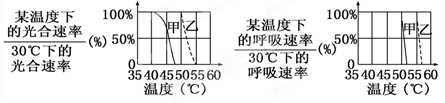 某温度下
的光合速率
30℃下的
光合速率
(%)
100%
50%
0
甲
乙
35 40 45 50 55 60
温度(℃)
某温度下
的呼吸速率
30℃下的
呼吸速率
(%)
100%
50%
0
甲
乙
35 40 45 50 55 60
温度(℃)